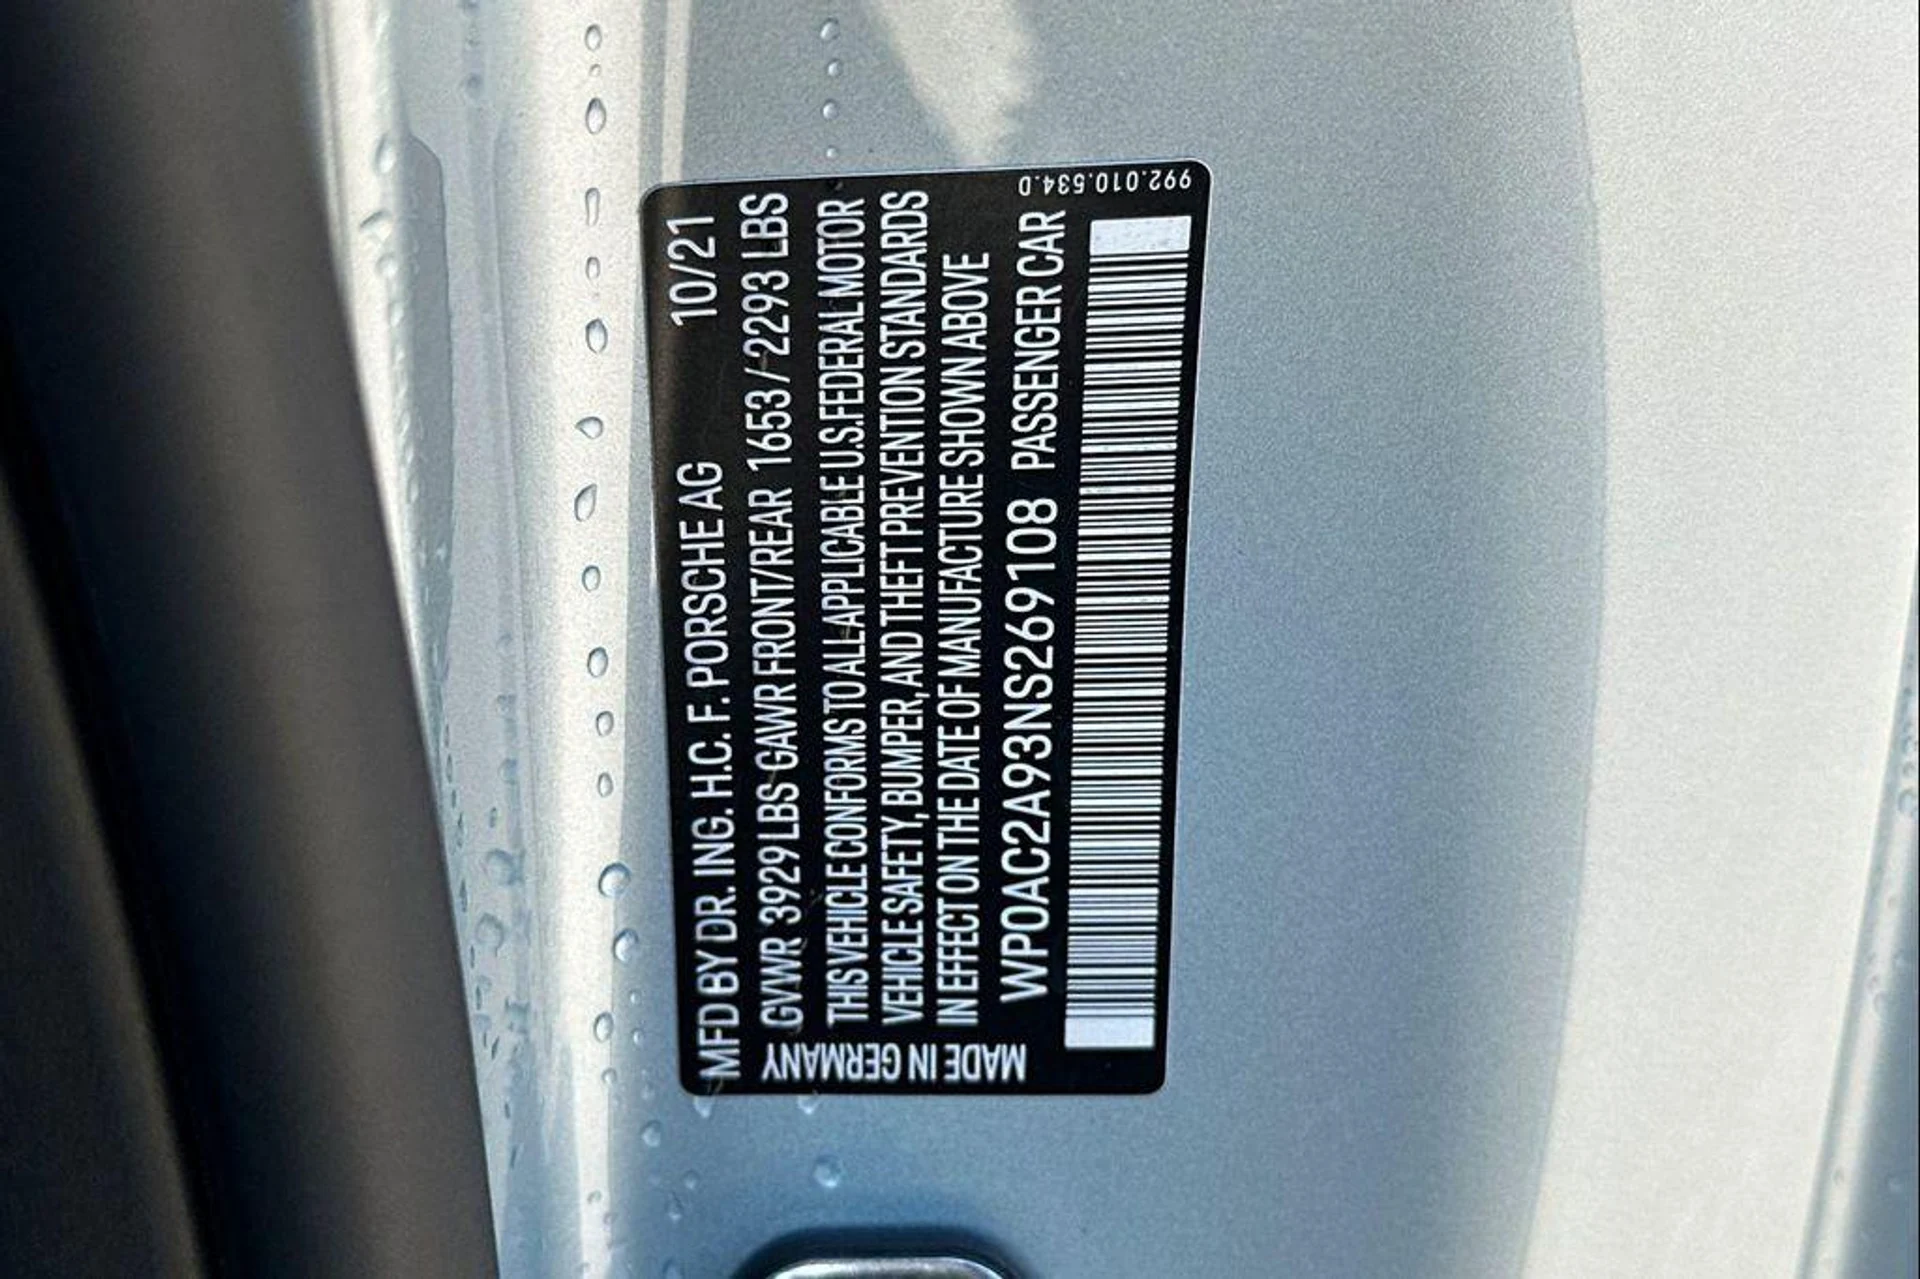 MFD BY DR. ING. H.C. F. PORSCHE AG 10/21
GVWR 3929 LBS GAWR FRONT/REAR 1653 / 2293 LBS
THIS VEHICLE CONFORMS TO ALL APPLICABLE U.S.FEDERAL MOTOR
VEHICLE SAFETY, BUMPER, AND THEFT PREVENTION STANDARDS
IN EFFECT ON THE DATE OF MANUFACTURE SHOWN ABOVE
WP0AC2A93NS269108 PASSENGER CAR
MADE IN GERMANY
992.010.534.D